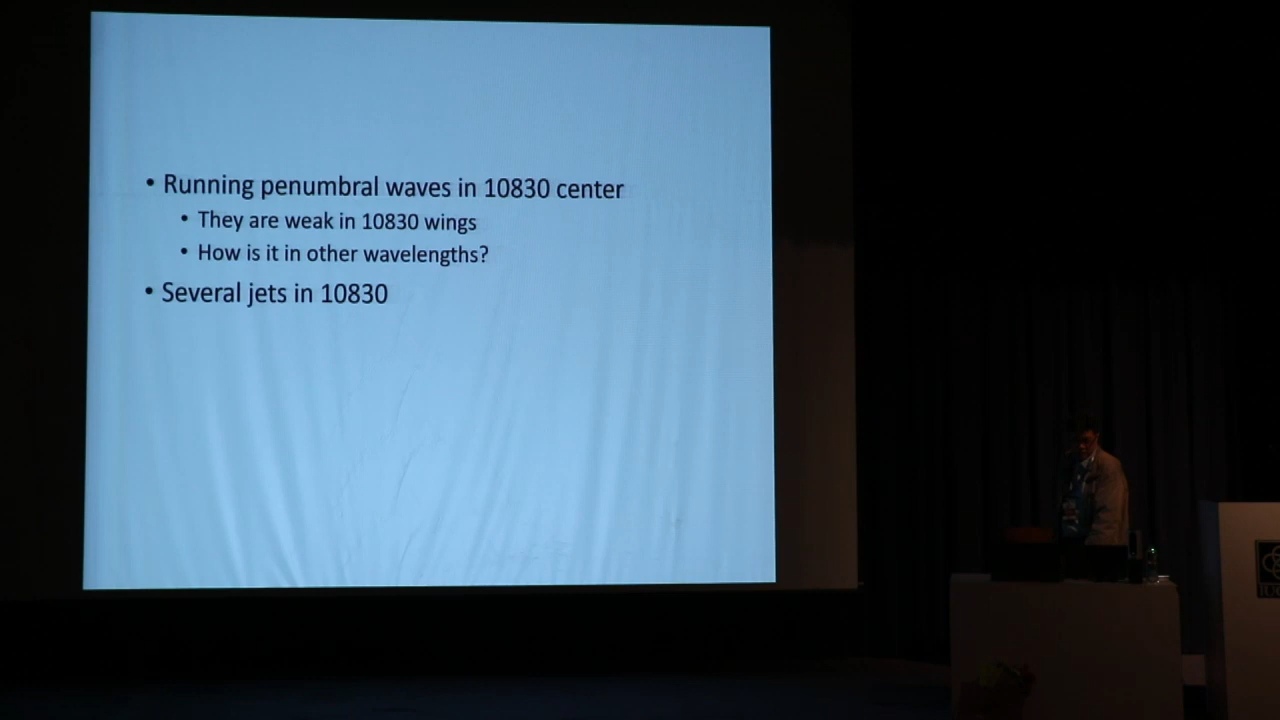 • Running penumbral waves in 10830 center
• They are weak in 10830 wings
• How is it in other wavelengths?
• Several jets in 10830